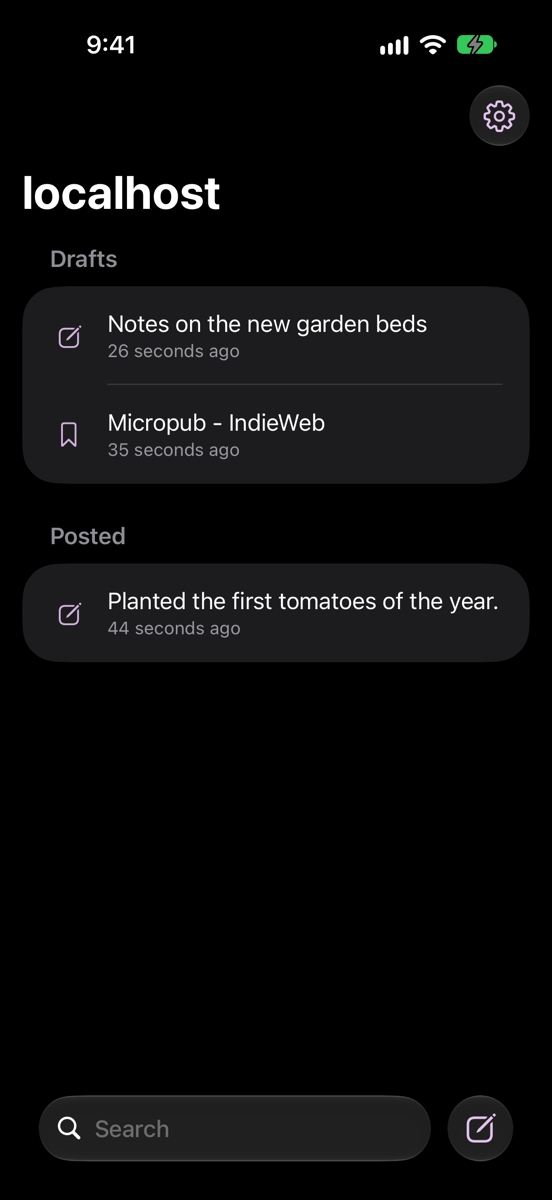 9:41
localhost
Drafts
Notes on the new garden beds
26 seconds ago
Micropub - IndieWeb
35 seconds ago
Posted
Planted the first tomatoes of the year.
44 seconds ago
Search